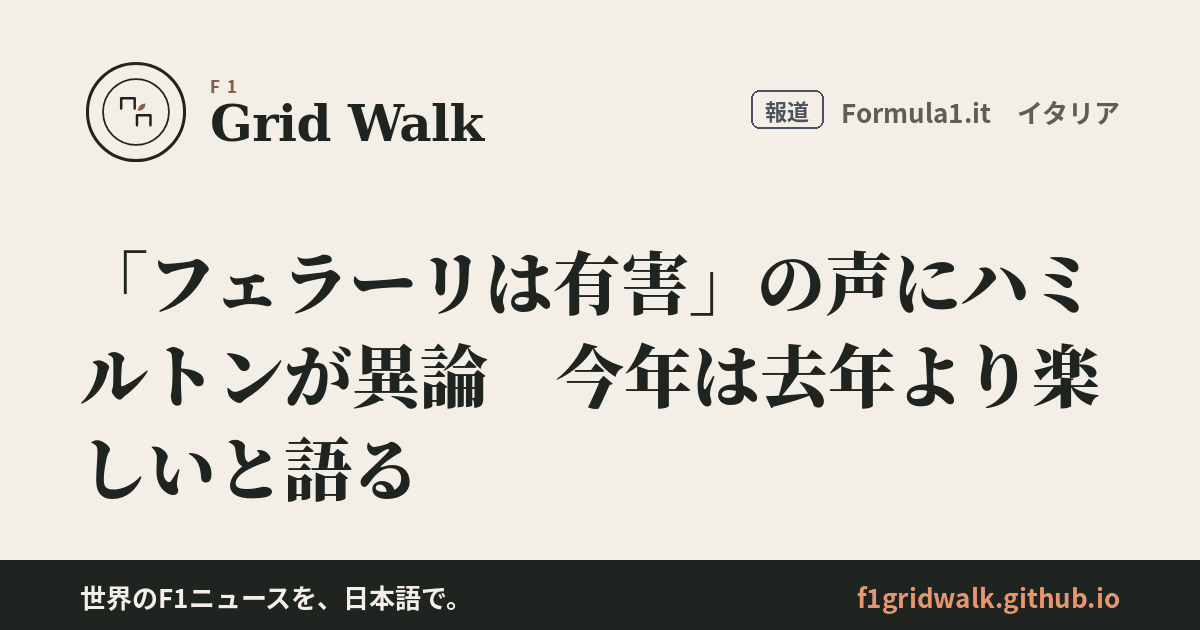 F1
Grid Walk
報道 Formula1.it イタリア
「フェラーリは有害」の声にハミ
ルトンが異論　今年は去年より楽
しいと語る
世界のF1ニュースを、日本語で。
f1gridwalk.github.io